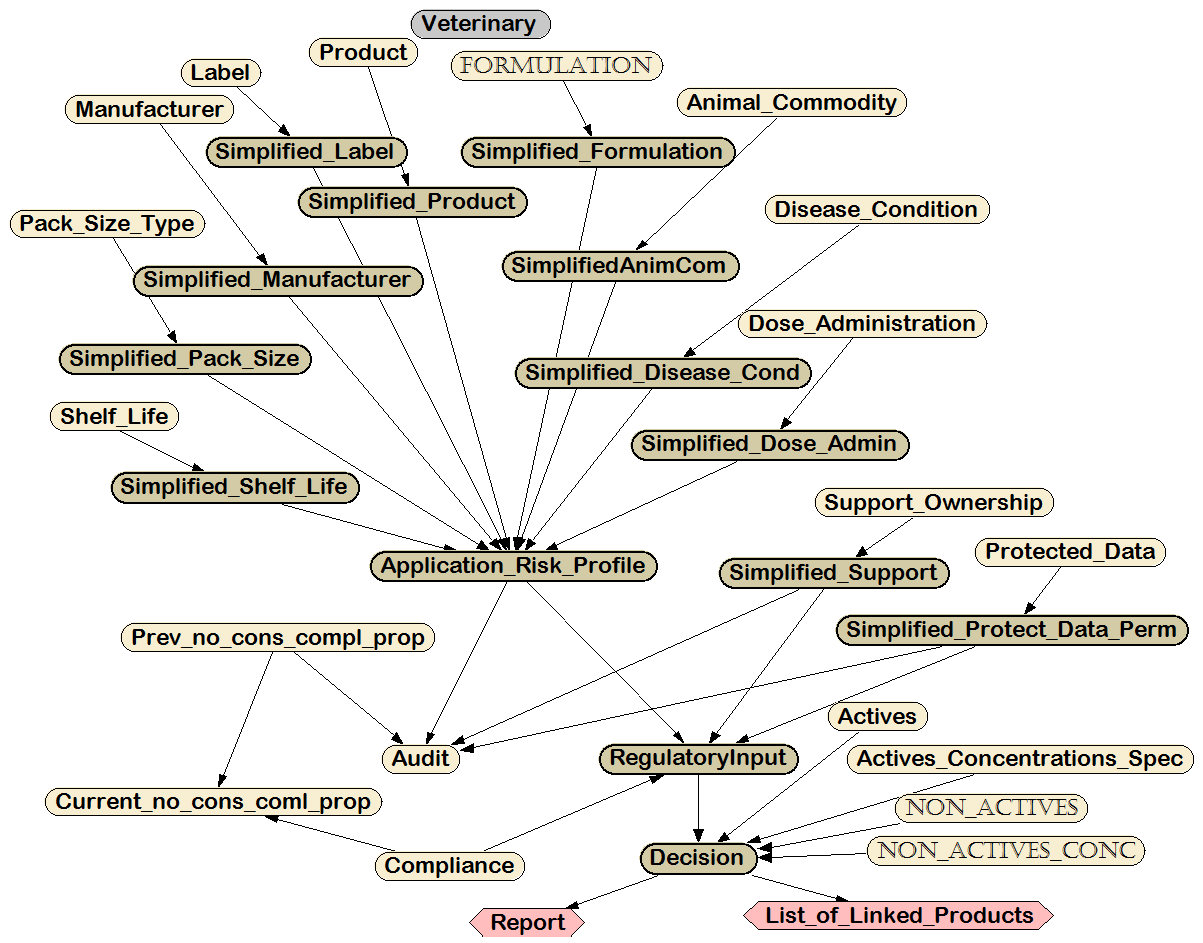 Veterinary
Product
FORMULATION
Label
Manufacturer
Animal_Commodity
Simplified_Label
Simplified_Formulation
Simplified_Product
Disease_Condition
Pack_Size_Type
SimplifiedAnimCom
Simplified_Manufacturer
Dose_Administration
Simplified_Pack_Size
Simplified_Disease_Cond
Shelf_Life
Simplified_Dose_Admin
Simplified_Shelf_Life
Support_Ownership
Protected_Data
Application_Risk_Profile
Simplified_Support
Simplified_Protect_Data_Perm
Prev_no_cons_compl_prop
Actives
Audit
RegulatoryInput
Actives_Concentrations_Spec
Current_no_cons_coml_prop
NON_ACTIVES
NON_ACTIVES_CONC
Decision
Compliance
List_of_Linked_Products
Report